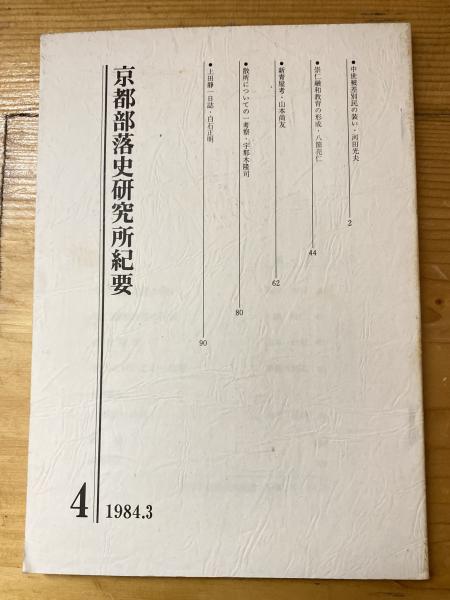 ●中世被差別民の装い・河田光夫
2
●崇仁融和教育の形成・八箇亮仁
44
●新青屋考・山本尚友
62
●散所についての一考察・宇那木隆司
80
●上田静一日誌・白石正明
90
京都部落史研究所紀要
4
1984.3